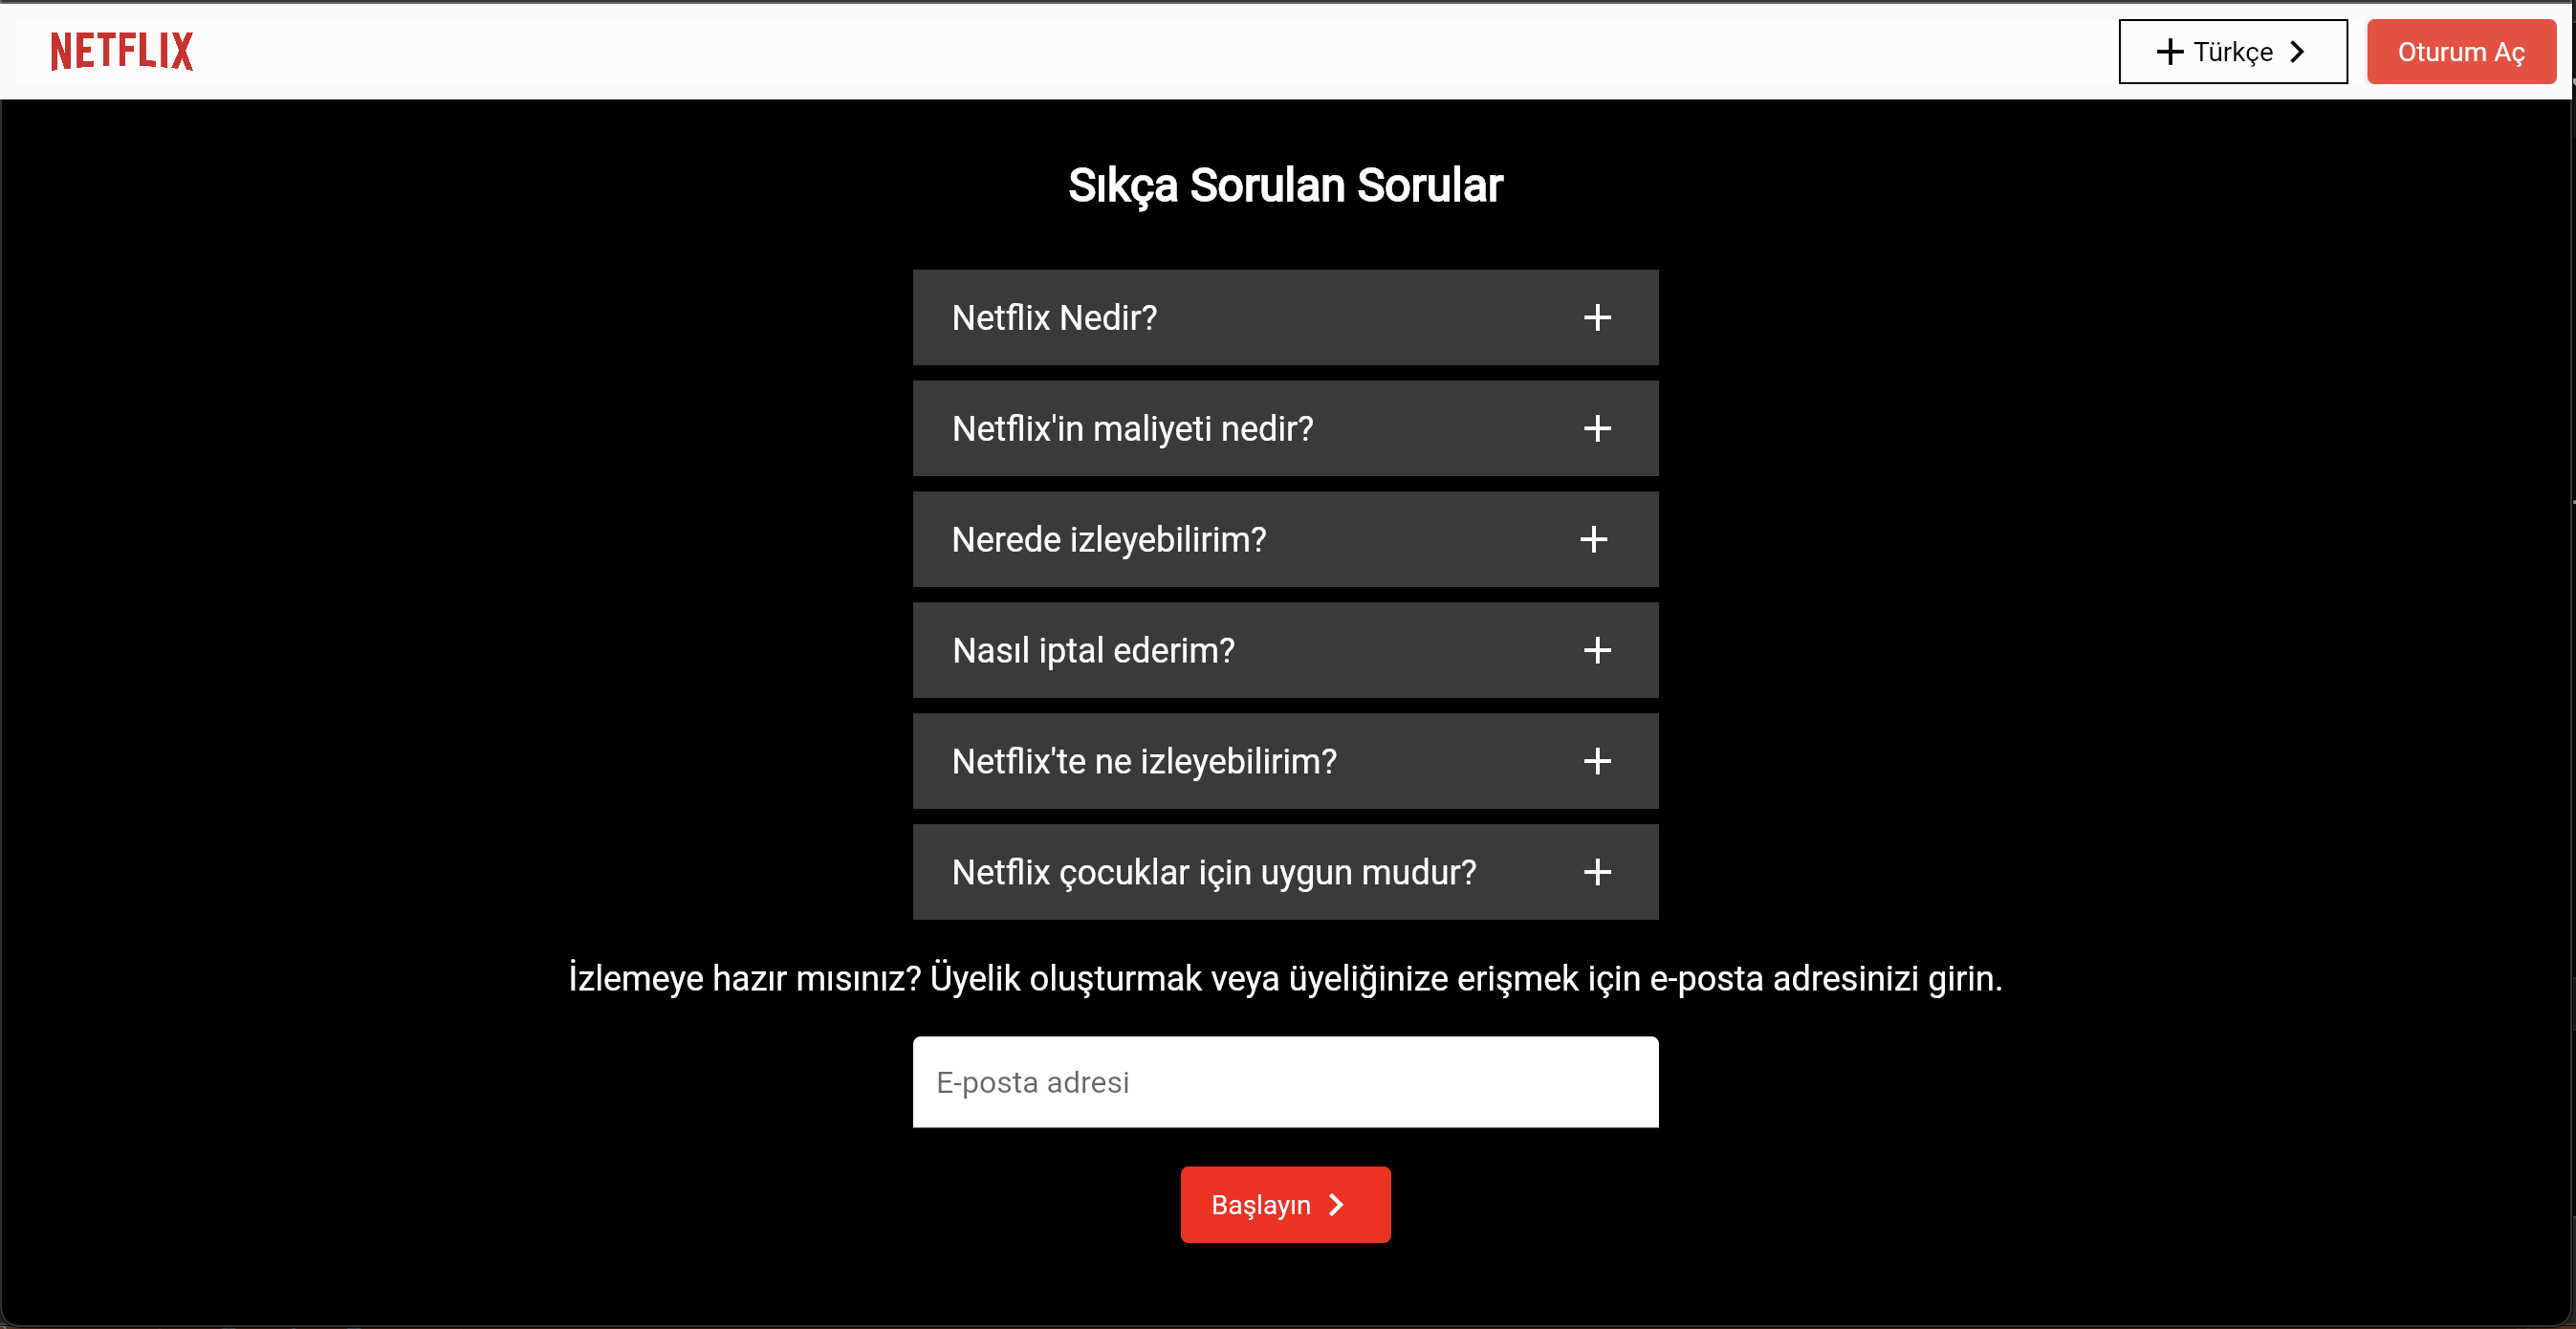 NETFLIX
Türkçe
Oturum Aç
Sıkça Sorulan Sorular
Netflix Nedir?
Netflix'in maliyeti nedir?
Nerede izleyebilirim?
Nasıl iptal ederim?
Netflix'te ne izleyebilirim?
Netflix çocuklar için uygun mudur?
İzlemeye hazır mısınız? Üyelik oluşturmak veya üyeliğinize erişmek için e-posta adresinizi girin.
E-posta adresi
Başlayın